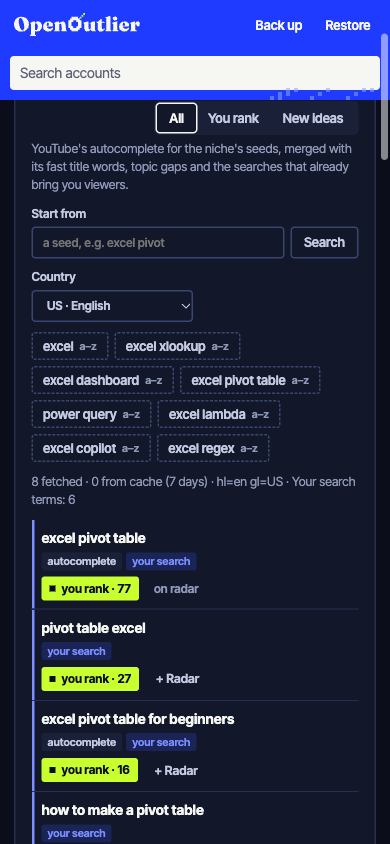 OpenOutlier
Back up
Restore
Search accounts
All
You rank
New ideas
YouTube's autocomplete for the niche's seeds, merged with
its fast title words, topic gaps and the searches that already
bring you viewers.
Start from
a seed, e.g. excel pivot
Search
Country
US · English
excel a–z
excel xlookup a–z
excel dashboard a–z
excel pivot table a–z
power query a–z
excel lambda a–z
excel copilot a–z
excel regex a–z
8 fetched · 0 from cache (7 days) · hl=en gl=US · Your search
terms: 6
excel pivot table
autocomplete your search
you rank · 77 on radar
pivot table excel
your search
you rank · 27 + Radar
excel pivot table for beginners
autocomplete your search
you rank · 16 + Radar
how to make a pivot table
your search